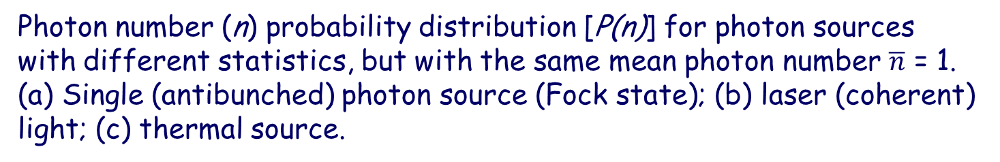 Photon number (n) probability distribution [P(n)] for photon sources
with different statistics, but with the same mean photon number n̅ = 1.
(a) Single (antibunched) photon source (Fock state); (b) laser (coherent)
light; (c) thermal source.